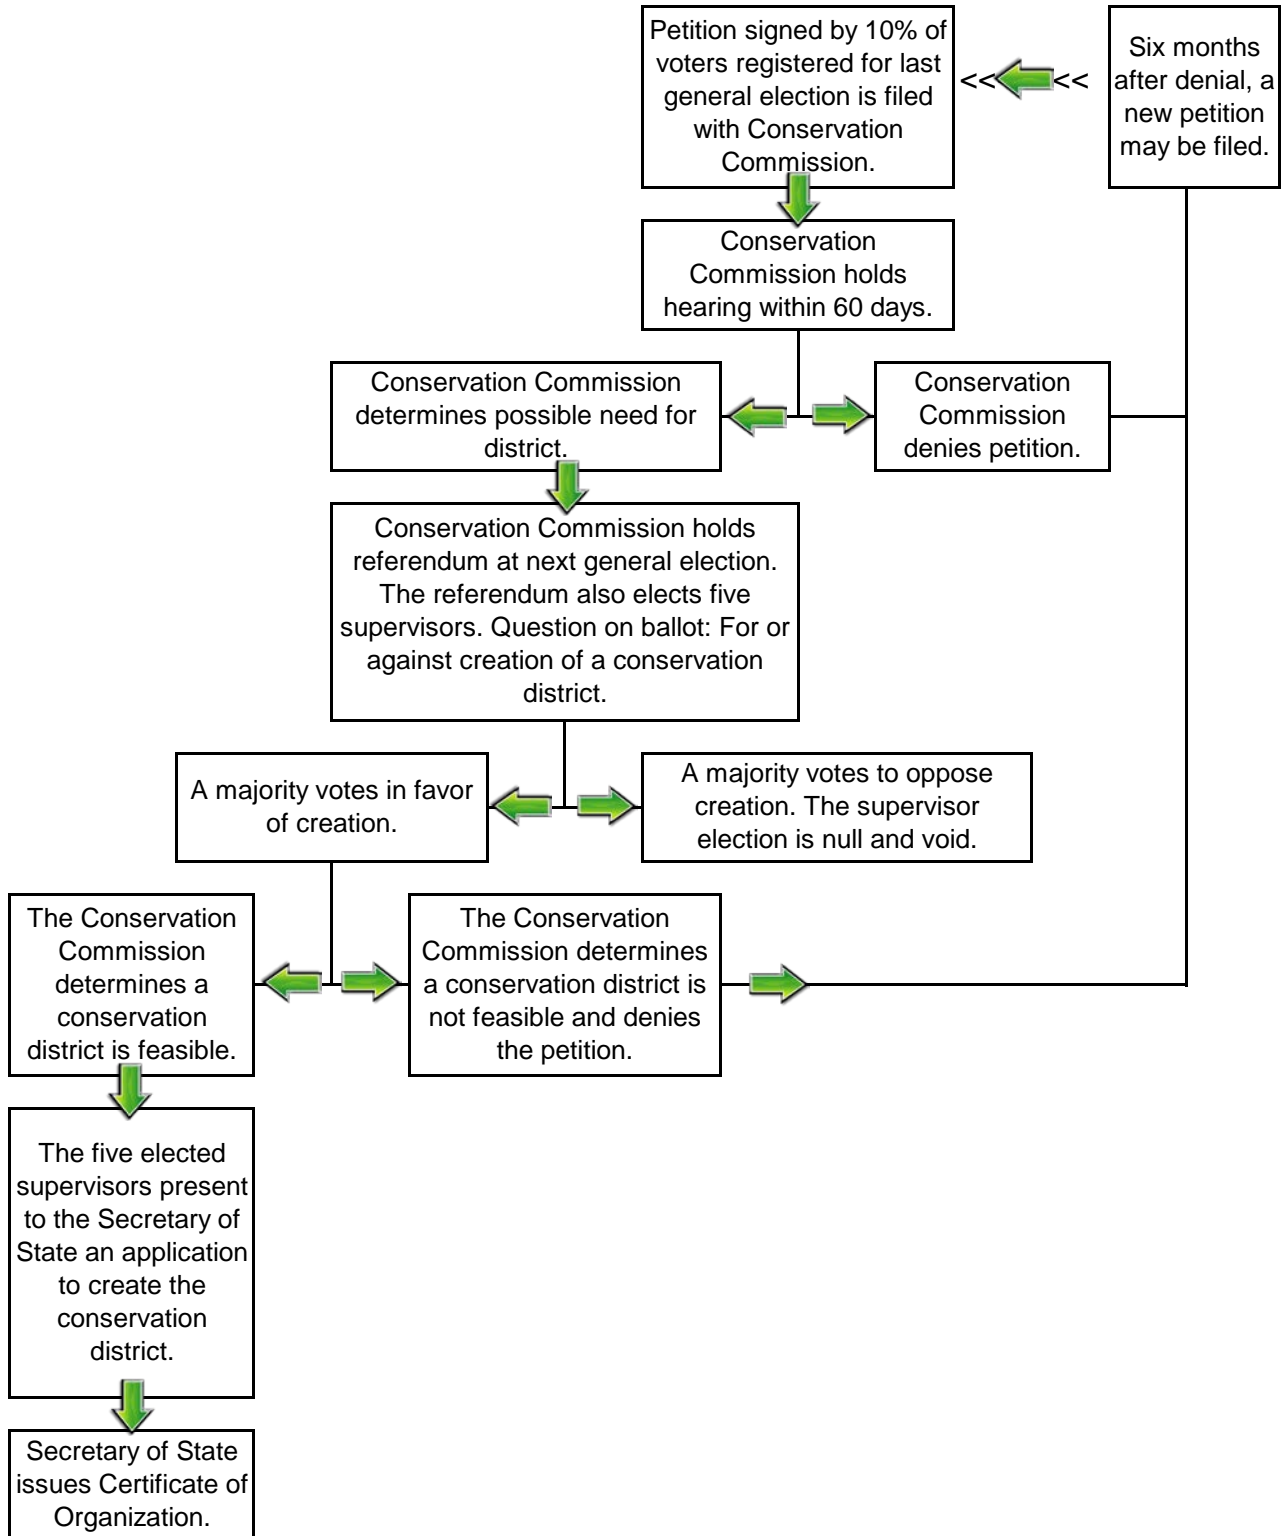 Petition signed by 10% of
voters registered for last
general election is filed
with Conservation
Commission.
<< <<
Six months
after denial, a
new petition
may be filed.
Conservation
Commission holds
hearing within 60 days.
Conservation Commission
determines possible need for
district.
Conservation
Commission
denies petition.
Conservation Commission holds
referendum at next general election.
The referendum also elects five
supervisors. Question on ballot: For or
against creation of a conservation
district.
A majority votes in favor
of creation.
A majority votes to oppose
creation. The supervisor
election is null and void.
The Conservation
Commission
determines a
conservation
district is feasible.
The Conservation
Commission determines
a conservation district is
not feasible and denies
the petition.
The five elected
supervisors present
to the Secretary of
State an application
to create the
conservation
district.
Secretary of State
issues Certificate of
Organization.